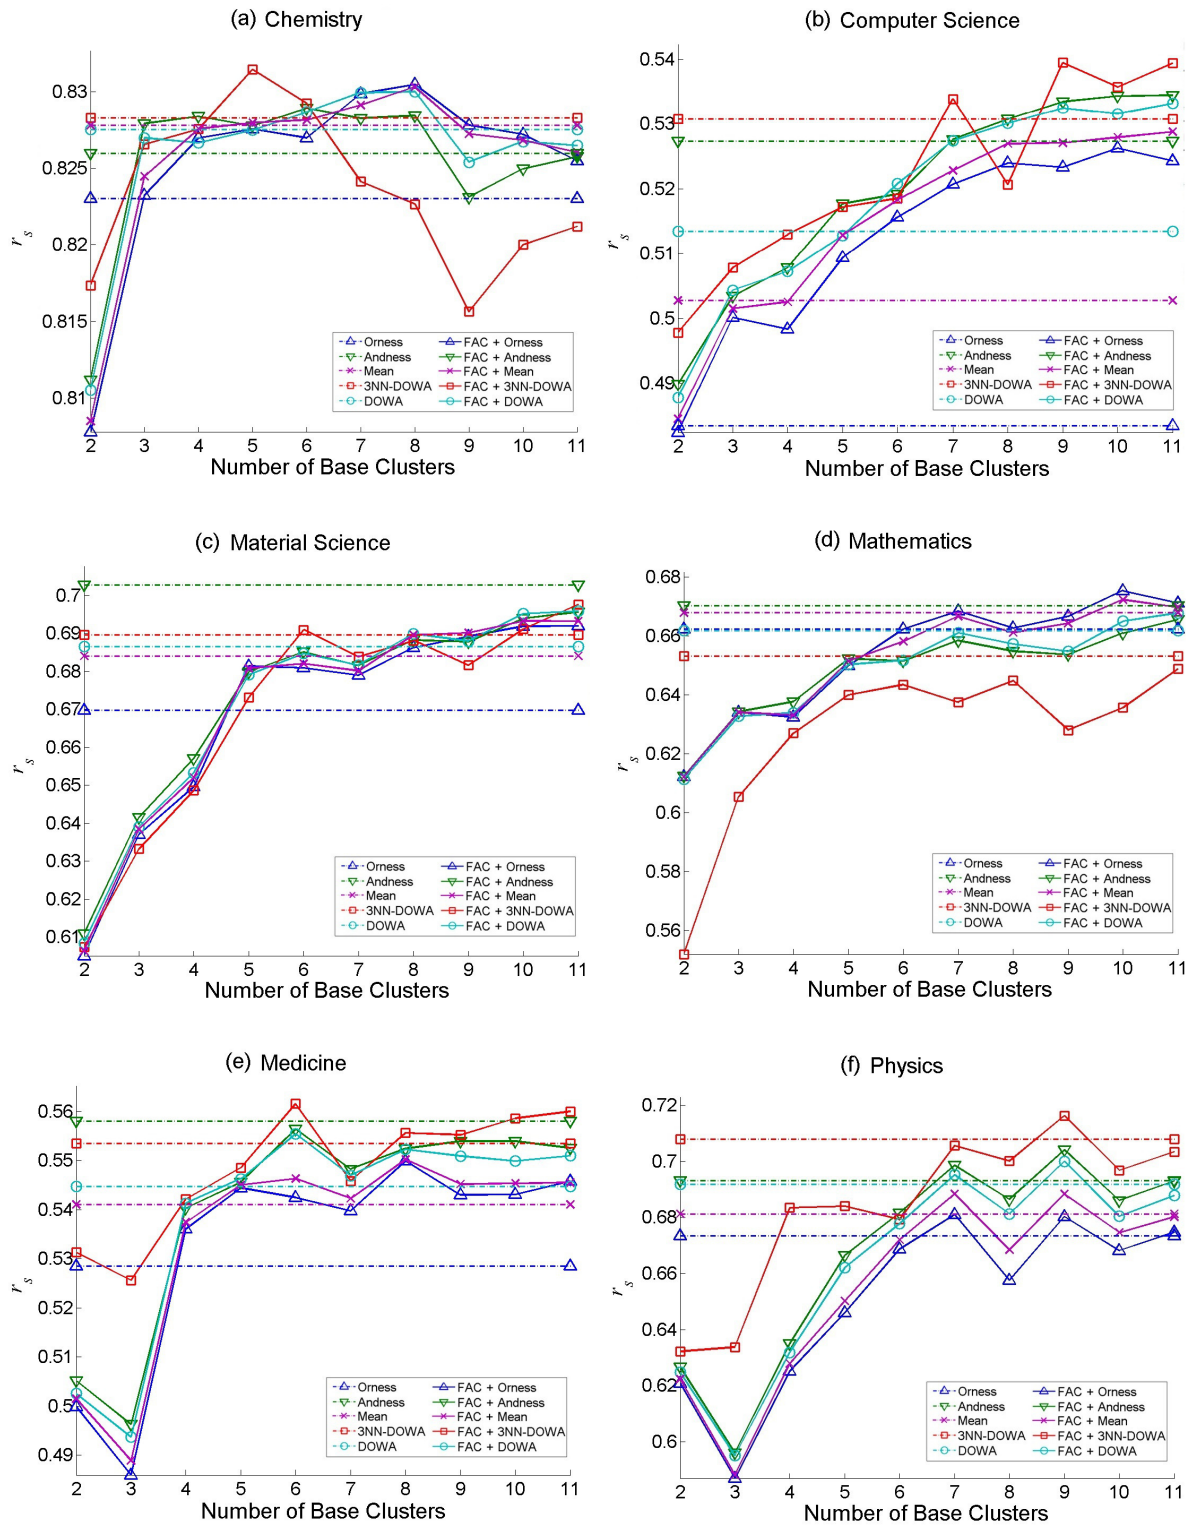 (a) Chemistry
0.83
0.825
0.82
0.815
0.81
r_s
Orness
Andness
Mean
3NN-DOWA
DOWA
FAC + Orness
FAC + Andness
FAC + Mean
FAC + 3NN-DOWA
FAC + DOWA
2 3 4 5 6 7 8 9 10 11
Number of Base Clusters
(b) Computer Science
0.54
0.53
0.52
0.51
0.5
0.49
r_s
Orness
Andness
Mean
3NN-DOWA
DOWA
FAC + Orness
FAC + Andness
FAC + Mean
FAC + 3NN-DOWA
FAC + DOWA
2 3 4 5 6 7 8 9 10 11
Number of Base Clusters
(c) Material Science
0.7
0.69
0.68
0.67
0.66
0.65
0.64
0.63
0.62
0.61
r_s
Orness
Andness
Mean
3NN-DOWA
DOWA
FAC + Orness
FAC + Andness
FAC + Mean
FAC + 3NN-DOWA
FAC + DOWA
2 3 4 5 6 7 8 9 10 11
Number of Base Clusters
(d) Mathematics
0.68
0.66
0.64
0.62
0.6
0.58
0.56
r_s
Orness
Andness
Mean
3NN-DOWA
DOWA
FAC + Orness
FAC + Andness
FAC + Mean
FAC + 3NN-DOWA
FAC + DOWA
2 3 4 5 6 7 8 9 10 11
Number of Base Clusters
(e) Medicine
0.56
0.55
0.54
0.53
0.52
0.51
0.5
0.49
r_s
Orness
Andness
Mean
3NN-DOWA
DOWA
FAC + Orness
FAC + Andness
FAC + Mean
FAC + 3NN-DOWA
FAC + DOWA
2 3 4 5 6 7 8 9 10 11
Number of Base Clusters
(f) Physics
0.72
0.7
0.68
0.66
0.64
0.62
0.6
r_s
Orness
Andness
Mean
3NN-DOWA
DOWA
FAC + Orness
FAC + Andness
FAC + Mean
FAC + 3NN-DOWA
FAC + DOWA
2 3 4 5 6 7 8 9 10 11
Number of Base Clusters